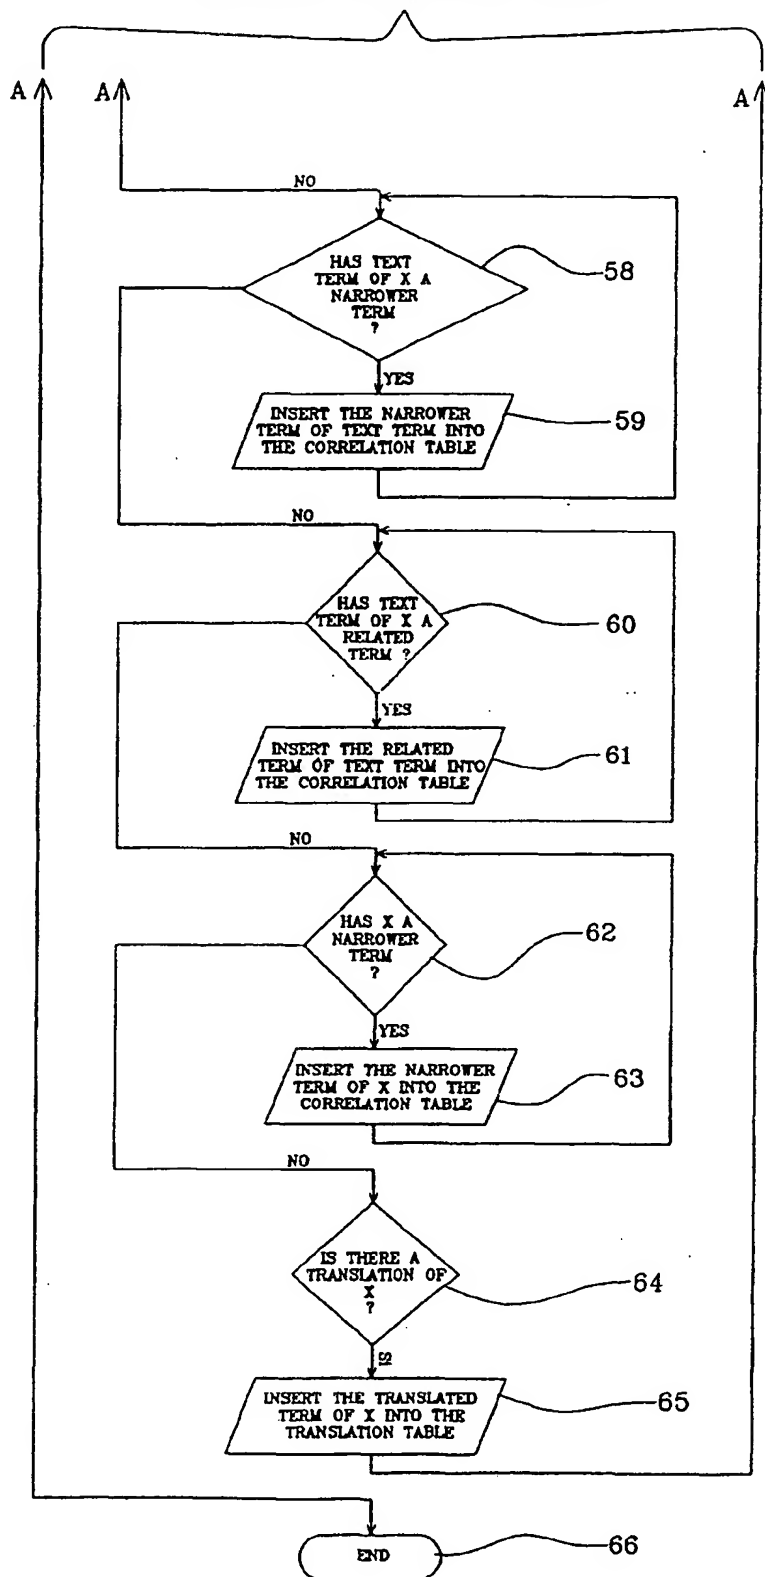 A
A
A
NO
HAS TEXT
TERM OF X A
NARROWER
TERM
?
58
YES
INSERT THE NARROWER
TERM OF TEXT TERM INTO
THE CORRELATION TABLE
59
NO
HAS TEXT
TERM OF X A
RELATED
TERM ?
60
YES
INSERT THE RELATED
TERM OF TEXT TERM INTO
THE CORRELATION TABLE
61
NO
HAS X A
NARROWER
TERM
?
62
YES
INSERT THE NARROWER
TERM OF X INTO THE
CORRELATION TABLE
63
NO
IS THERE A
TRANSLATION OF
X
?
64
IS
INSERT THE TRANSLATED
TERM OF X INTO THE
TRANSLATION TABLE
65
END
66